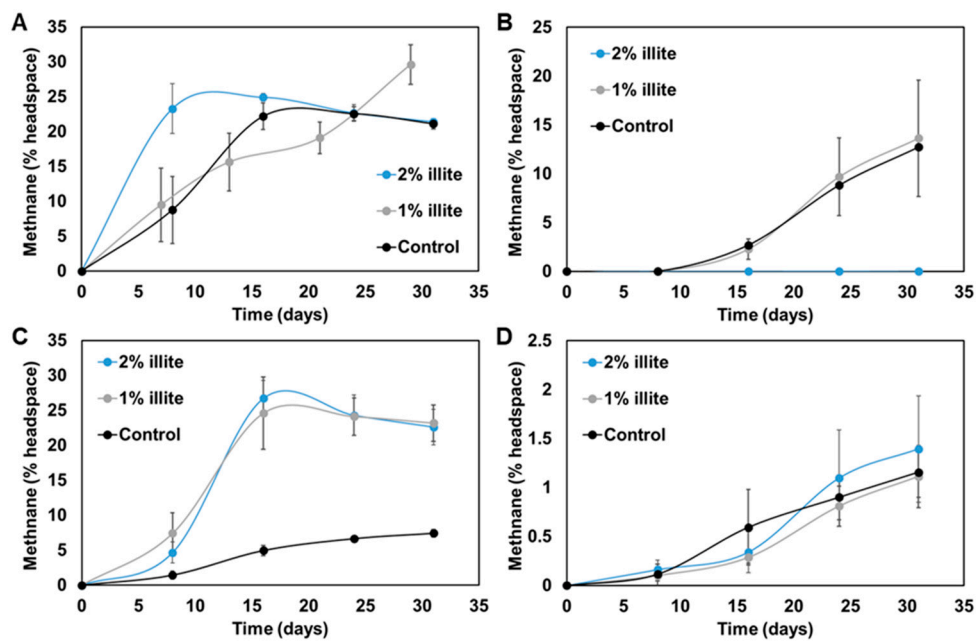 A
Methnane (% headspace)
35
30
25
20
15
10
5
0
2% illite
1% illite
Control
0 5 10 15 20 25 30 35
Time (days)
B
Methnane (% headspace)
25
20
15
10
5
0
2% illite
1% illite
Control
0 5 10 15 20 25 30 35
Time (days)
C
Methnane (% headspace)
35
30
25
20
15
10
5
0
2% illite
1% illite
Control
0 5 10 15 20 25 30 35
Time (days)
D
Methnane (% headspace)
2.5
2
1.5
1
0.5
0
2% illite
1% illite
Control
0 5 10 15 20 25 30 35
Time (days)